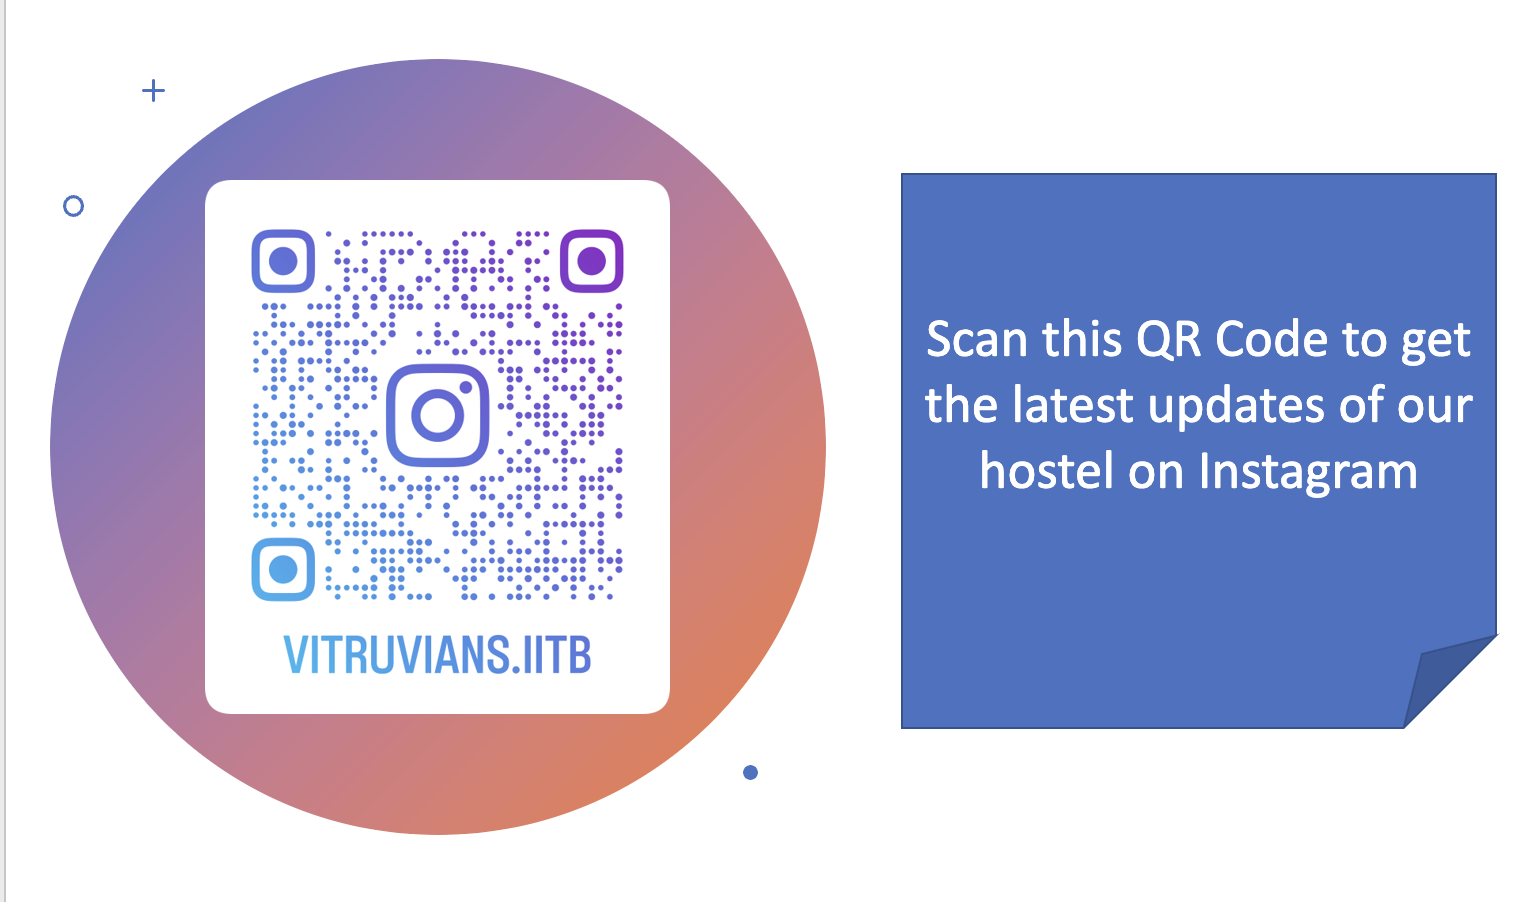 VITRUVIANS.IITB
Scan this QR Code to get
the latest updates of our
hostel on Instagram